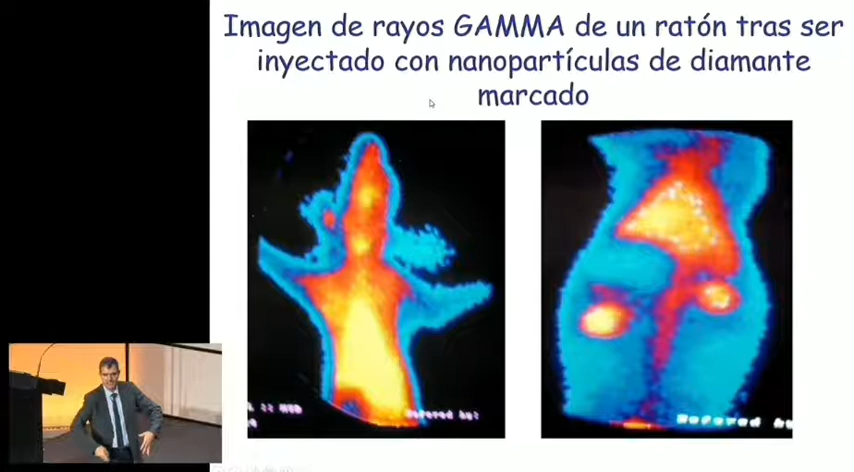 Imagen de rayos GAMMA de un ratón tras ser
inyectado con nanopartículas de diamante
marcado